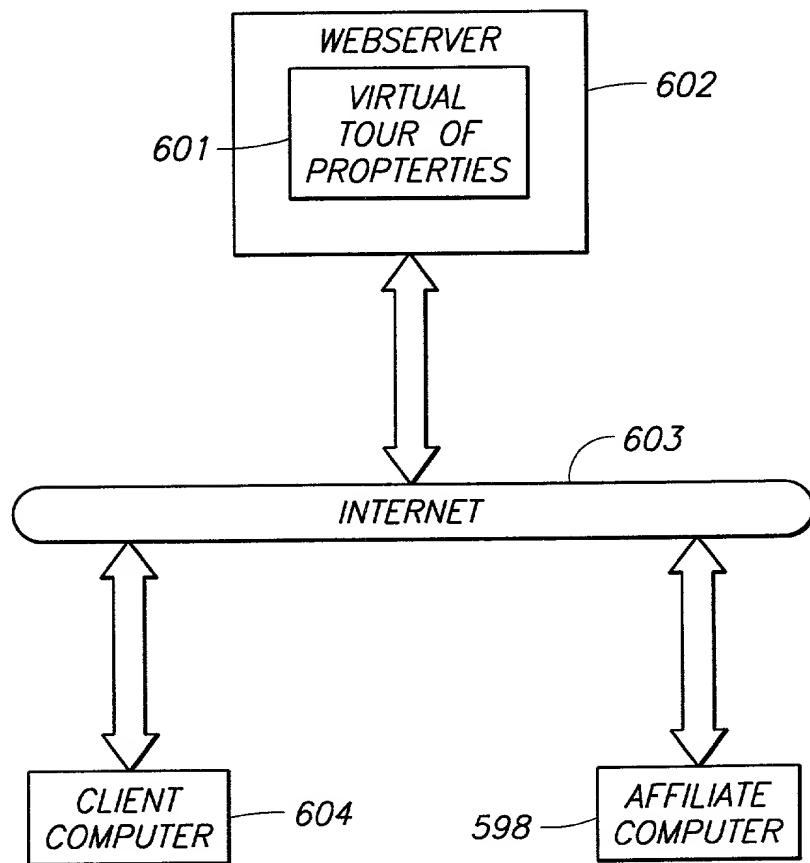 WEBSERVER
602
VIRTUAL
TOUR OF
PROPTERTIES
601
603
INTERNET
CLIENT
COMPUTER
604
598
AFFILIATE
COMPUTER